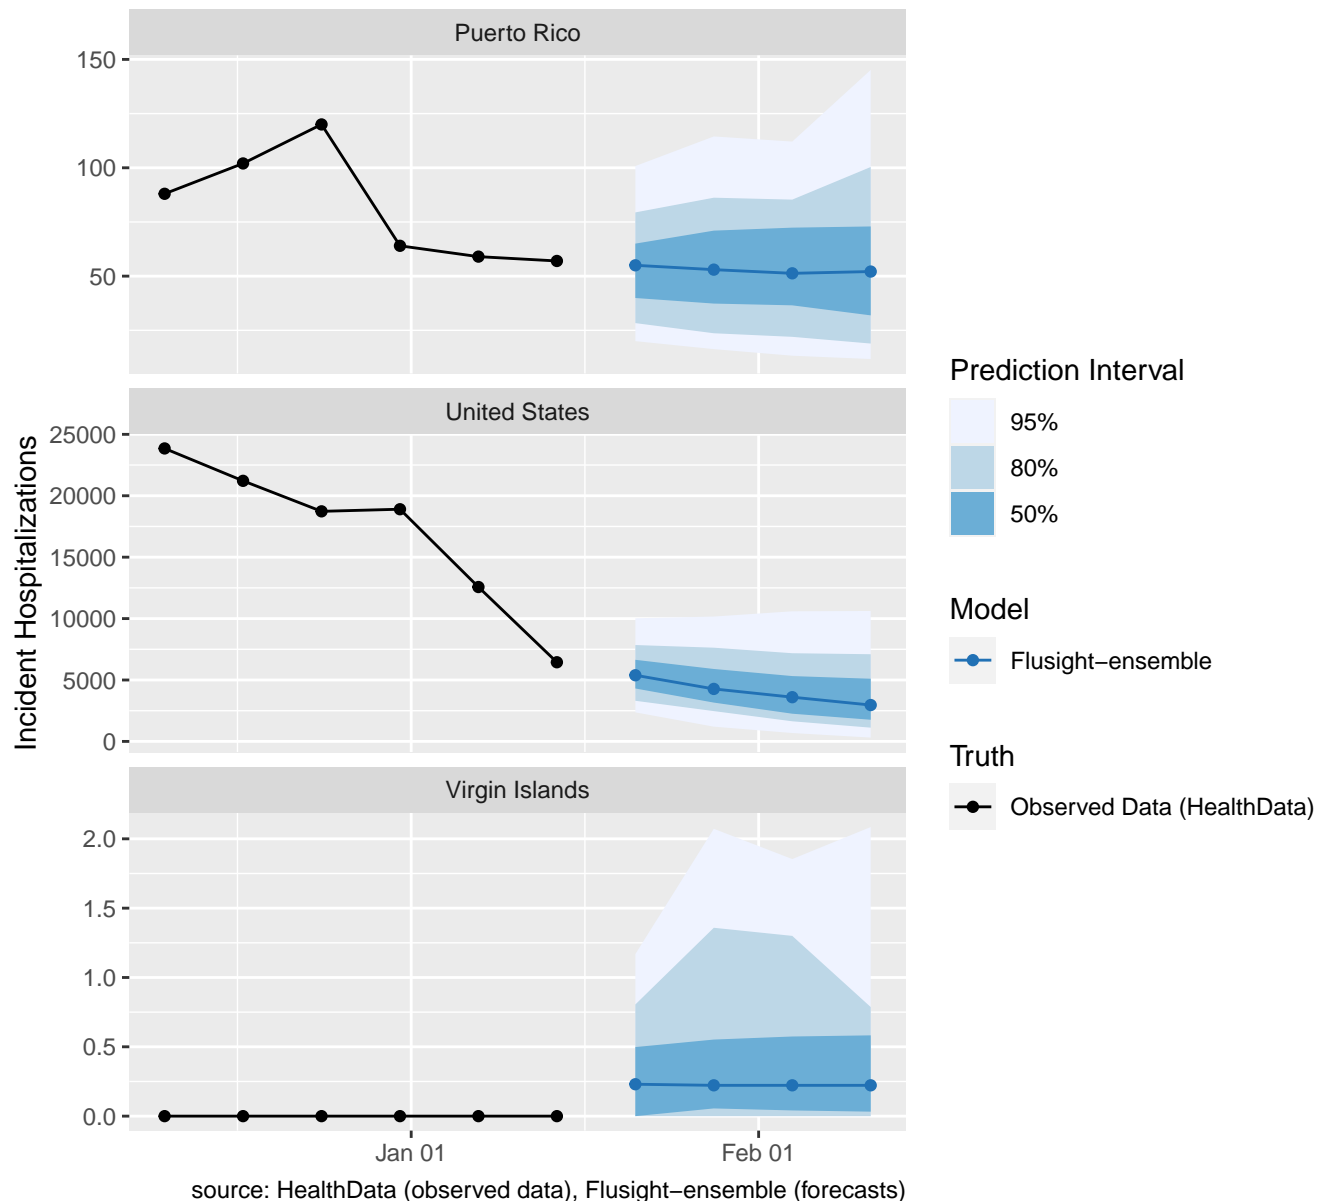 Puerto Rico
150
100
50
United States
25000
20000
15000
10000
5000
0
Virgin Islands
2.0
1.5
1.0
0.5
0.0
Jan 01
Feb 01
Incident Hospitalizations
source: HealthData (observed data), Flusight−ensemble (forecasts)
Prediction Interval
95%
80%
50%
Model
Flusight−ensemble
Truth
Observed Data (HealthData)